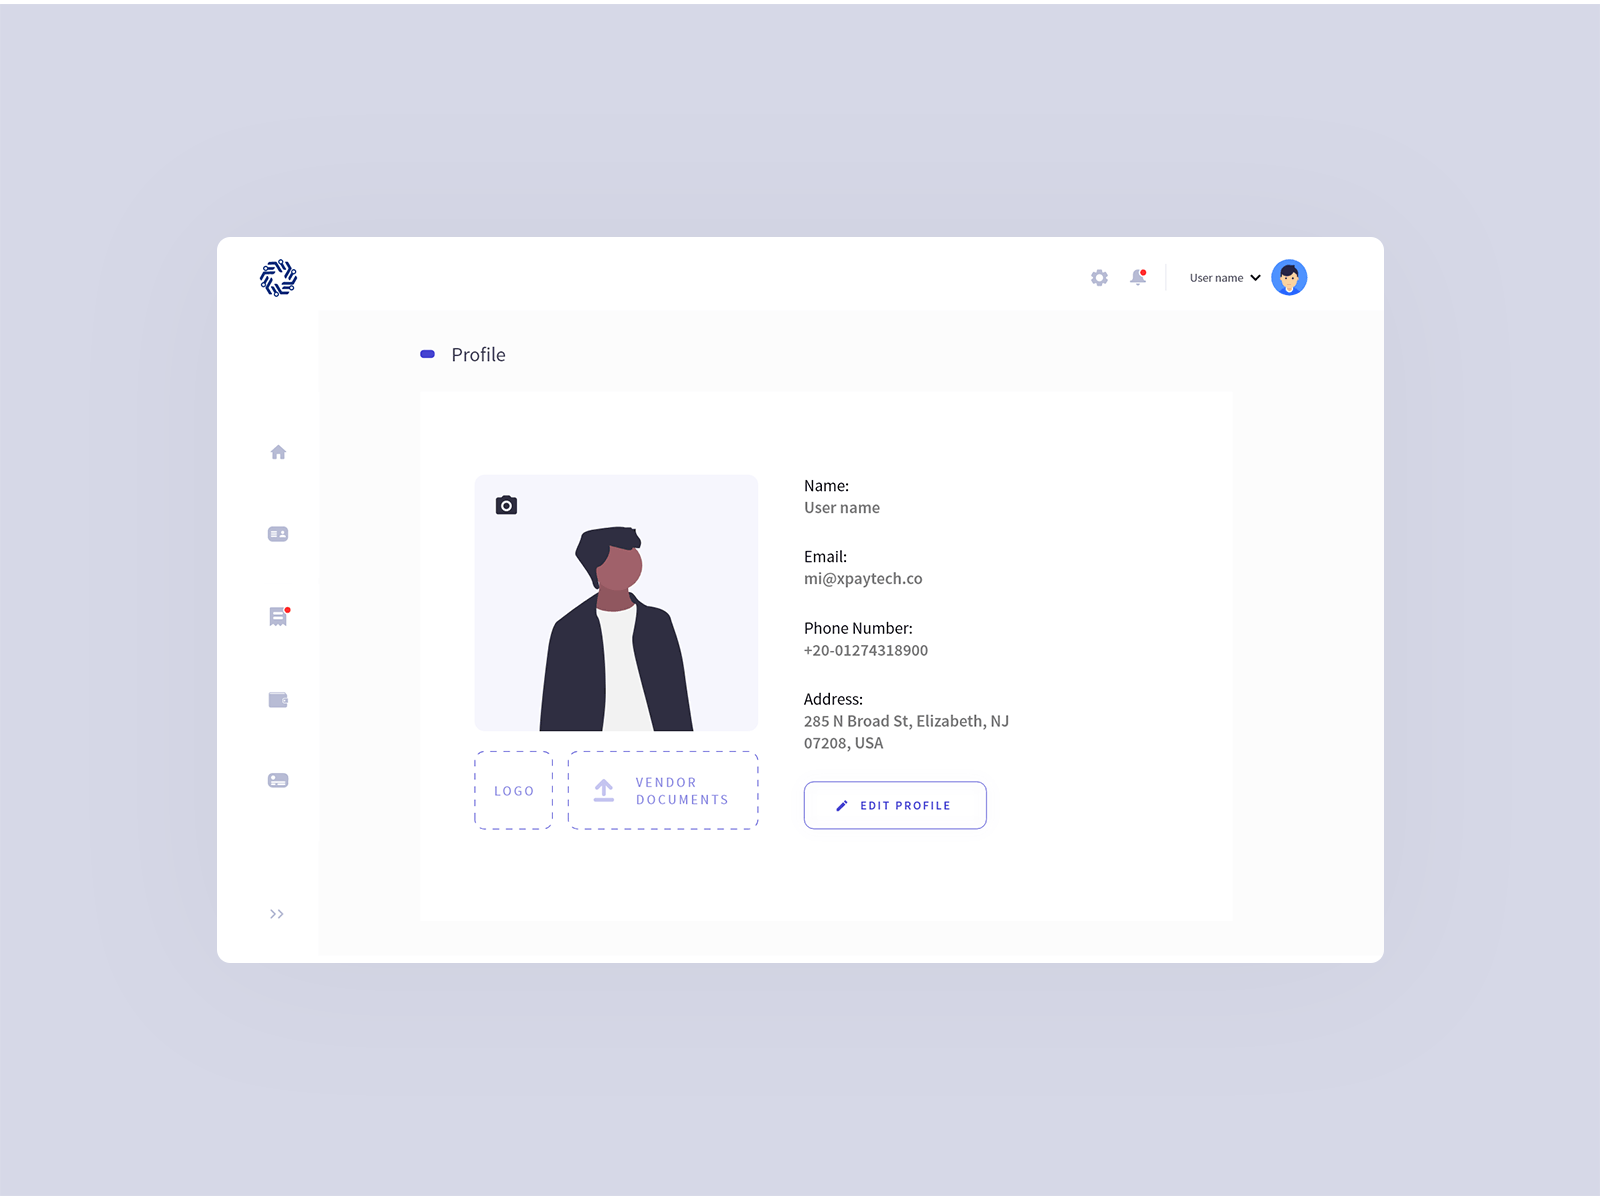 User name
Profile
Name:
User name
Email:
mi@xpaytech.co
Phone Number:
+20-01274318900
Address:
285 N Broad St, Elizabeth, NJ
07208, USA
LOGO
VENDOR
DOCUMENTS
EDIT PROFILE